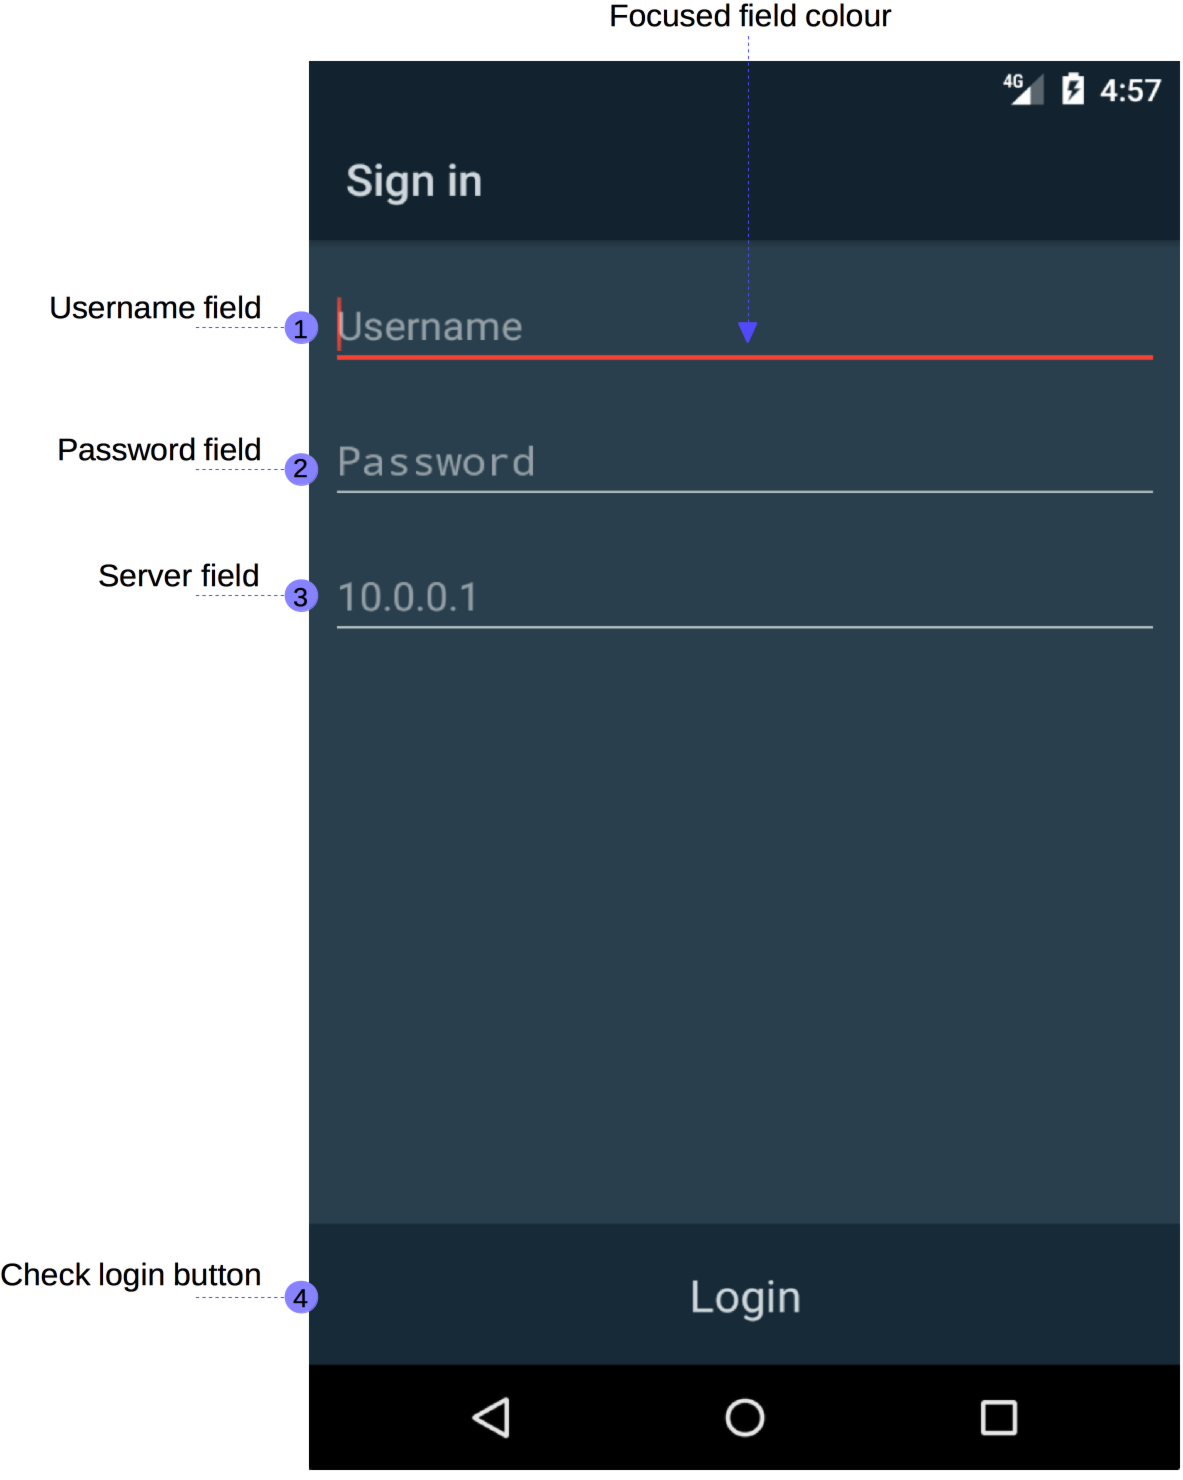 Focused field colour
4G 4:57
Sign in
Username field
1
Username
Password field
2
Password
Server field
3
10.0.0.1
Check login button
4
Login